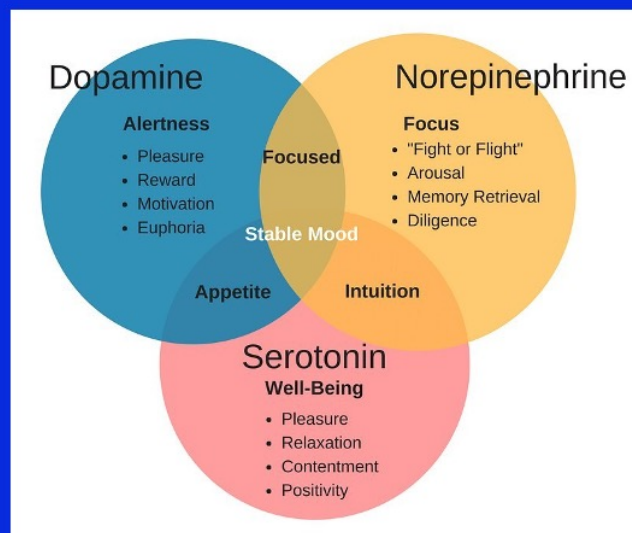 Dopamine
Alertness
• Pleasure
• Reward
• Motivation
• Euphoria
Norepinephrine
Focus
• "Fight or Flight"
• Arousal
• Memory Retrieval
• Diligence
Focused
Stable Mood
Appetite
Intuition
Serotonin
Well-Being
• Pleasure
• Relaxation
• Contentment
• Positivity